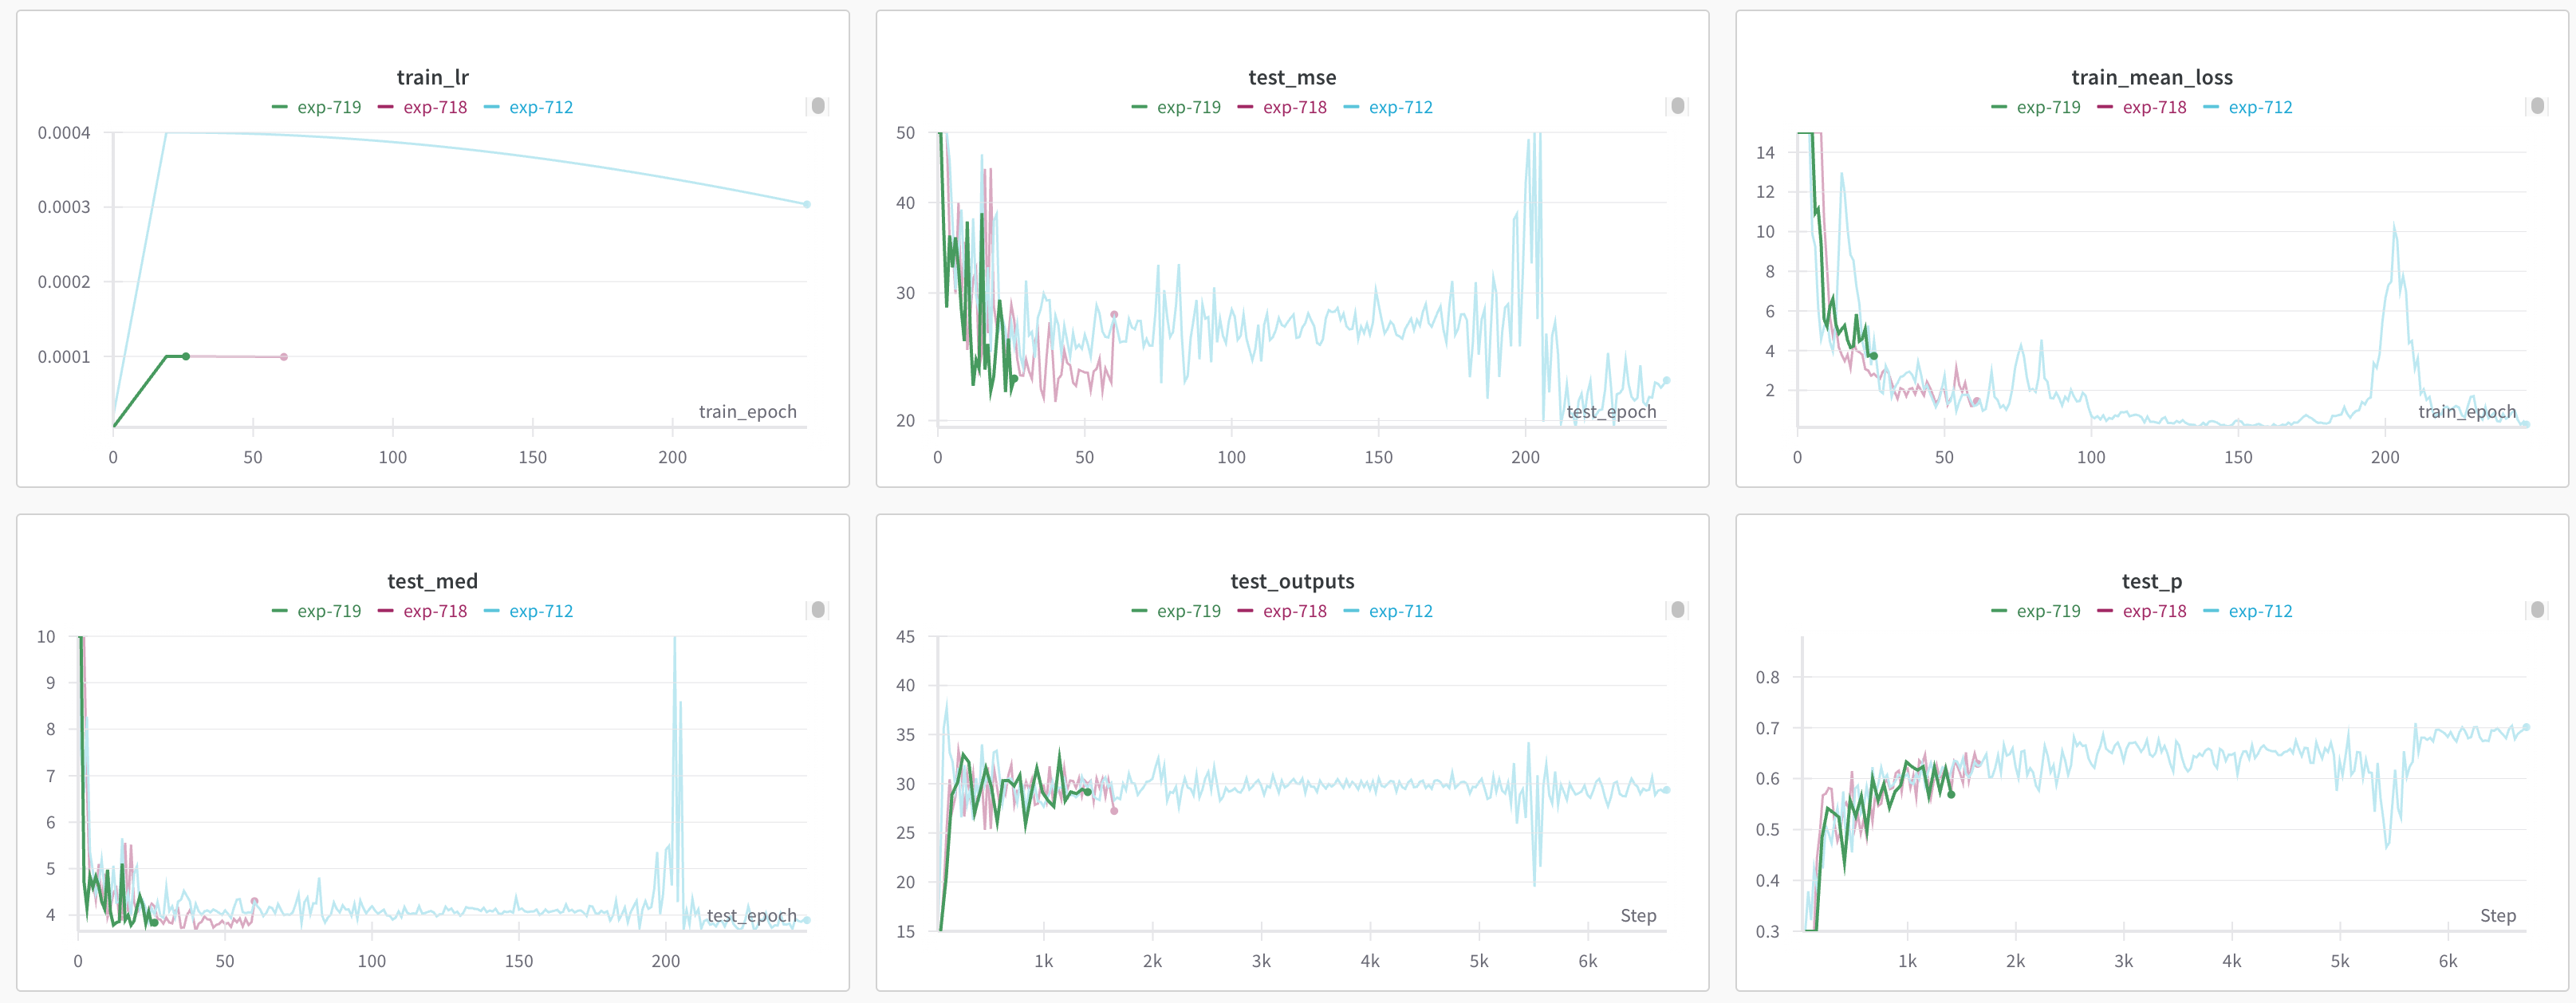 train_lr
exp-719 exp-718 exp-712
0.0004
0.0003
0.0002
0.0001
train_epoch
0 50 100 150 200
test_mse
exp-719 exp-718 exp-712
50
40
30
20
test_epoch
0 50 100 150 200
train_mean_loss
exp-719 exp-718 exp-712
14
12
10
8
6
4
2
train_epoch
0 50 100 150 200
test_med
exp-719 exp-718 exp-712
10
9
8
7
6
5
4
test_epoch
0 50 100 150 200
test_outputs
exp-719 exp-718 exp-712
45
40
35
30
25
20
15
Step
1k 2k 3k 4k 5k 6k
test_p
exp-719 exp-718 exp-712
0.8
0.7
0.6
0.5
0.4
0.3
Step
1k 2k 3k 4k 5k 6k